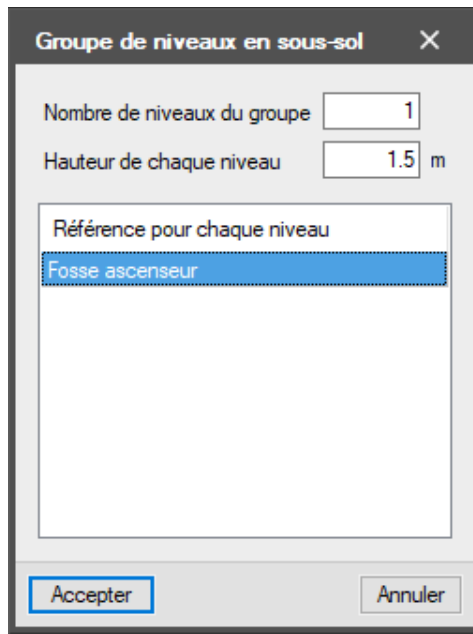 Groupe de niveaux en sous-sol
Nombre de niveaux du groupe 1
Hauteur de chaque niveau 1.5 m
Référence pour chaque niveau
Fosse ascenseur
Accepter Annuler